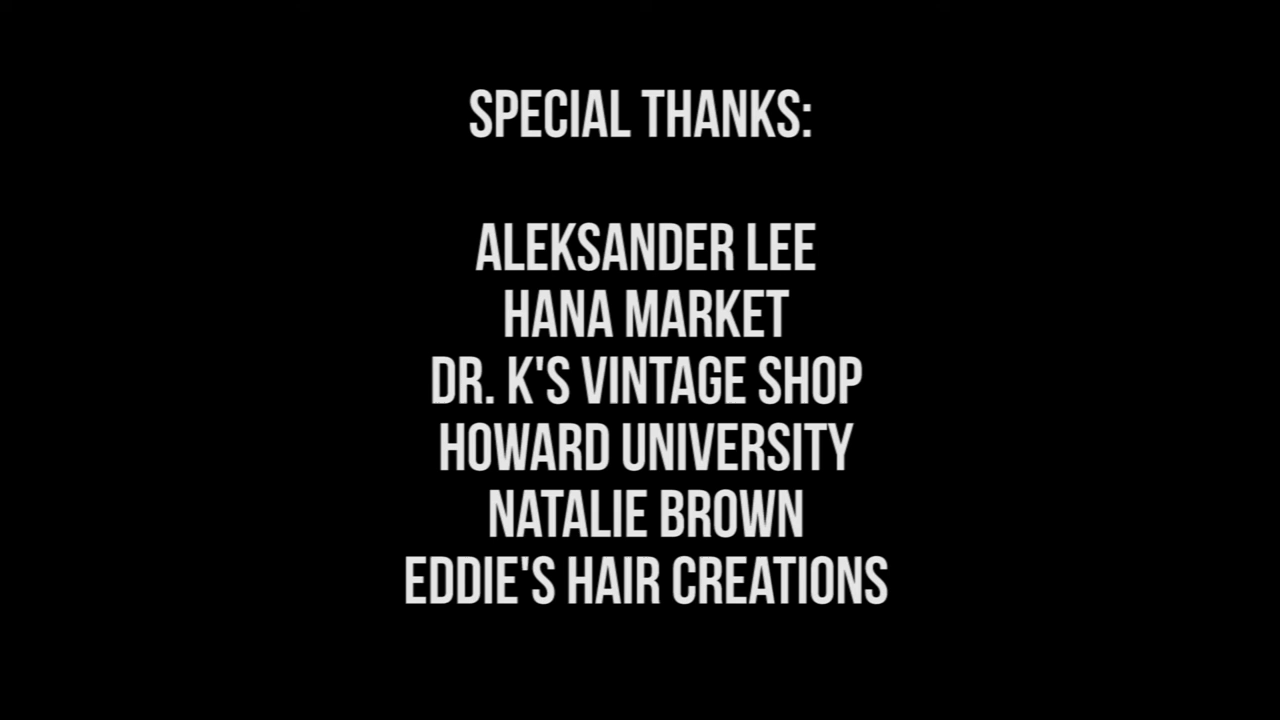 SPECIAL THANKS:
ALEKSANDER LEE
HANA MARKET
DR. K'S VINTAGE SHOP
HOWARD UNIVERSITY
NATALIE BROWN
EDDIE'S HAIR CREATIONS